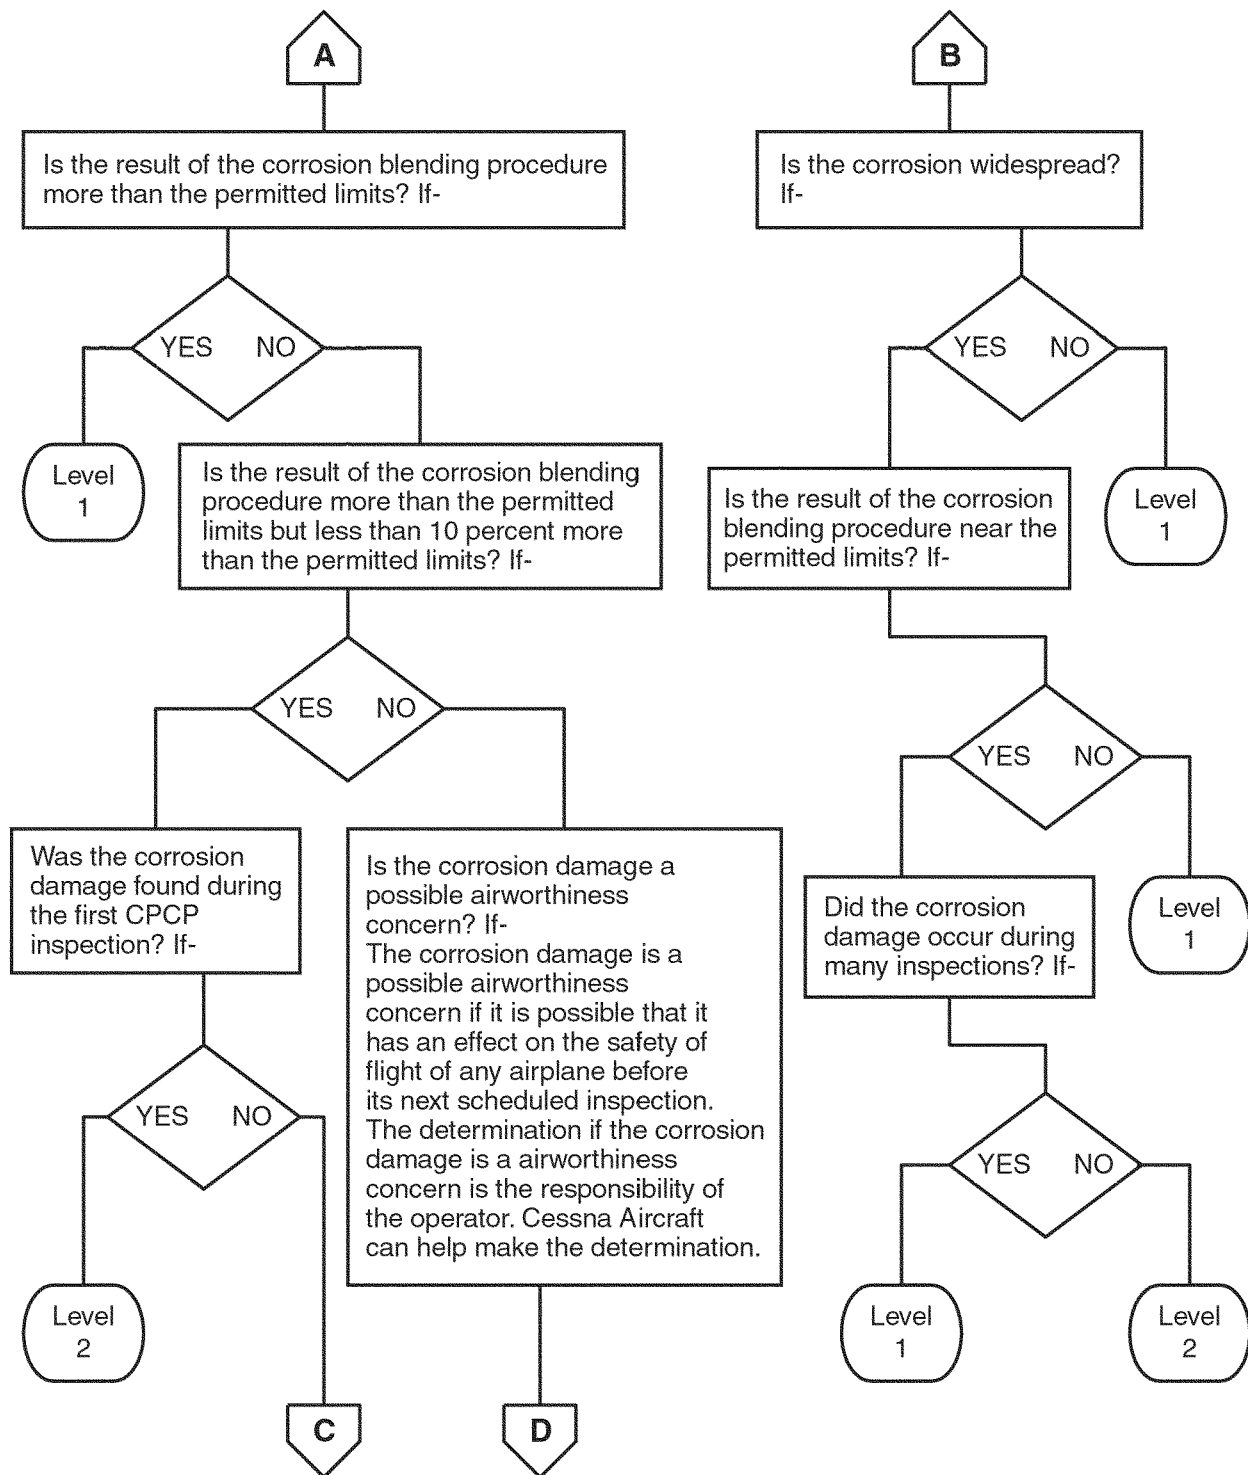 A
Is the result of the corrosion blending procedure
more than the permitted limits? If-
YES NO
Level
1
Is the result of the corrosion blending
procedure more than the permitted
limits but less than 10 percent more
than the permitted limits? If-
YES NO
Was the corrosion
damage found during
the first CPCP
inspection? If-
YES NO
Level
2
C
Is the corrosion damage a
possible airworthiness
concern? If-
The corrosion damage is a
possible airworthiness
concern if it is possible that it
has an effect on the safety of
flight of any airplane before
its next scheduled inspection.
The determination if the corrosion
damage is a airworthiness
concern is the responsibility of
the operator. Cessna Aircraft
can help make the determination.
D
B
Is the corrosion widespread?
If-
YES NO
Level
1
Is the result of the corrosion
blending procedure near the
permitted limits? If-
YES NO
Level
1
Did the corrosion
damage occur during
many inspections? If-
YES NO
Level
1
Level
2